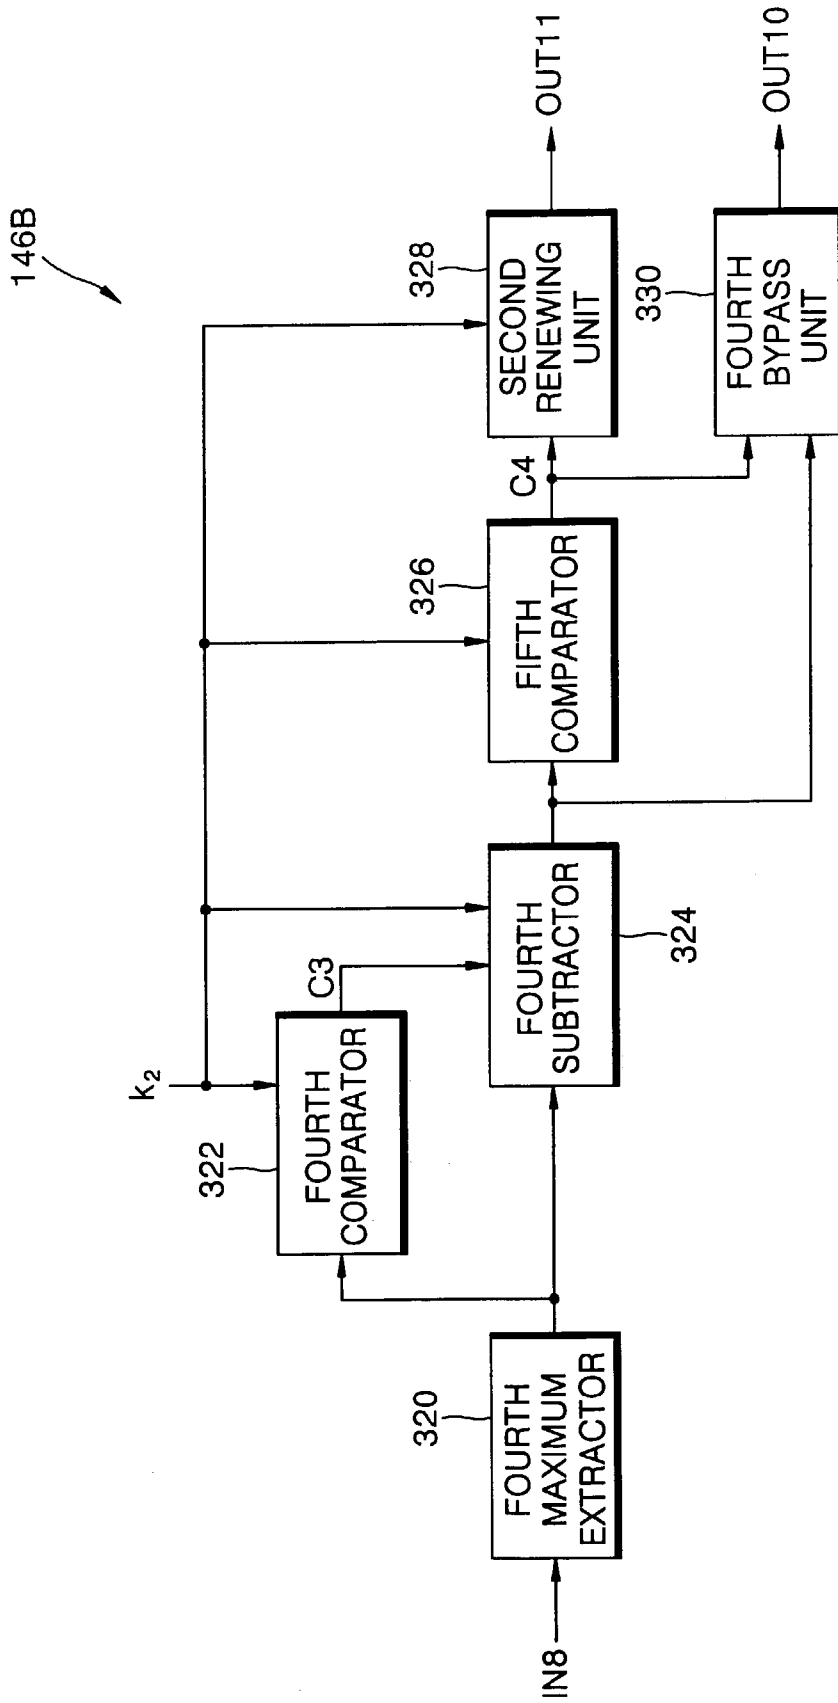 146B
k₂
322
FOURTH
COMPARATOR
C3
IN8
320
FOURTH
MAXIMUM
EXTRACTOR
FOURTH
SUBTRACTOR
324
326
FIFTH
COMPARATOR
C4
328
SECOND
RENEWING
UNIT
OUT11
330
FOURTH
BYPASS
UNIT
OUT10